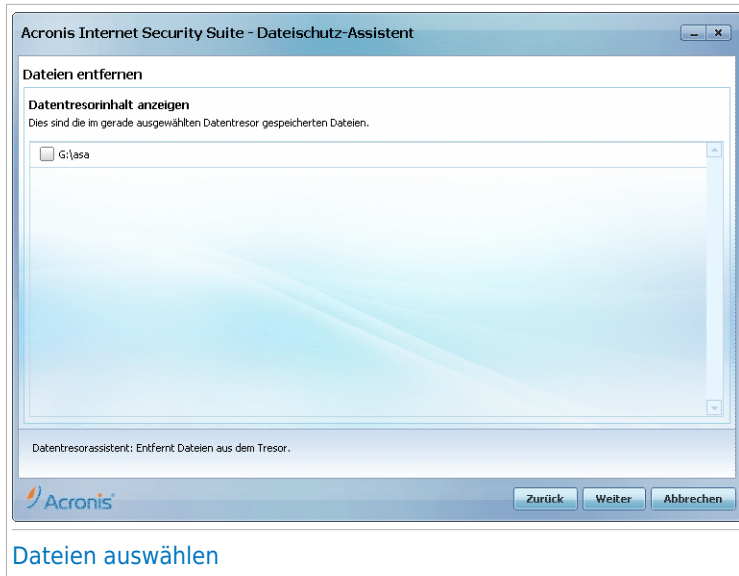 Acronis Internet Security Suite - Dateischutz-Assistent
Dateien entfernen
Datentresorinhalt anzeigen
Dies sind die im gerade ausgewählten Datentresor gespeicherten Dateien.
G:\asa
Datentresorassistent: Entfernt Dateien aus dem Tresor.
Acronis
Zurück Weiter Abbrechen
Dateien auswählen